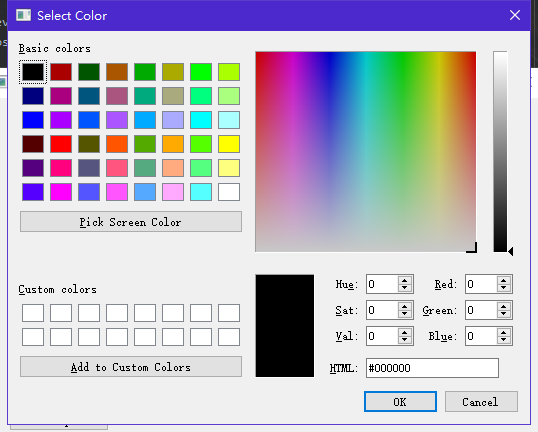 Select Color
Basic colors
Pick Screen Color
Custom colors
Add to Custom Colors
Hue: 0
Red: 0
Sat: 0
Green: 0
Val: 0
Blue: 0
HTML: #000000
OK
Cancel